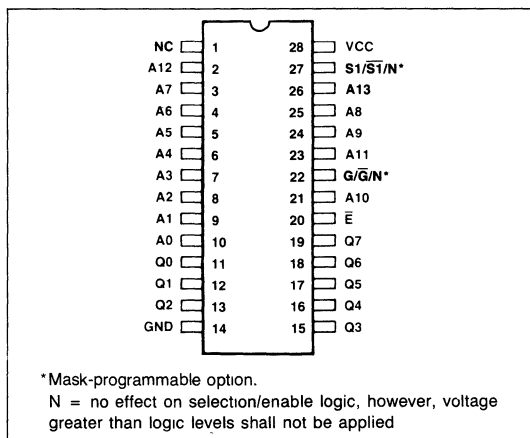 NC 1 28 VCC
A12 2 27 S1/S̅1̅/N*
A7 3 26 A13
A6 4 25 A8
A5 5 24 A9
A4 6 23 A11
A3 7 22 G/G̅/N*
A2 8 21 A10
A1 9 20 E̅
A0 10 19 Q7
Q0 11 18 Q6
Q1 12 17 Q5
Q2 13 16 Q4
GND 14 15 Q3
*Mask-programmable option.
N = no effect on selection/enable logic, however, voltage
greater than logic levels shall not be applied